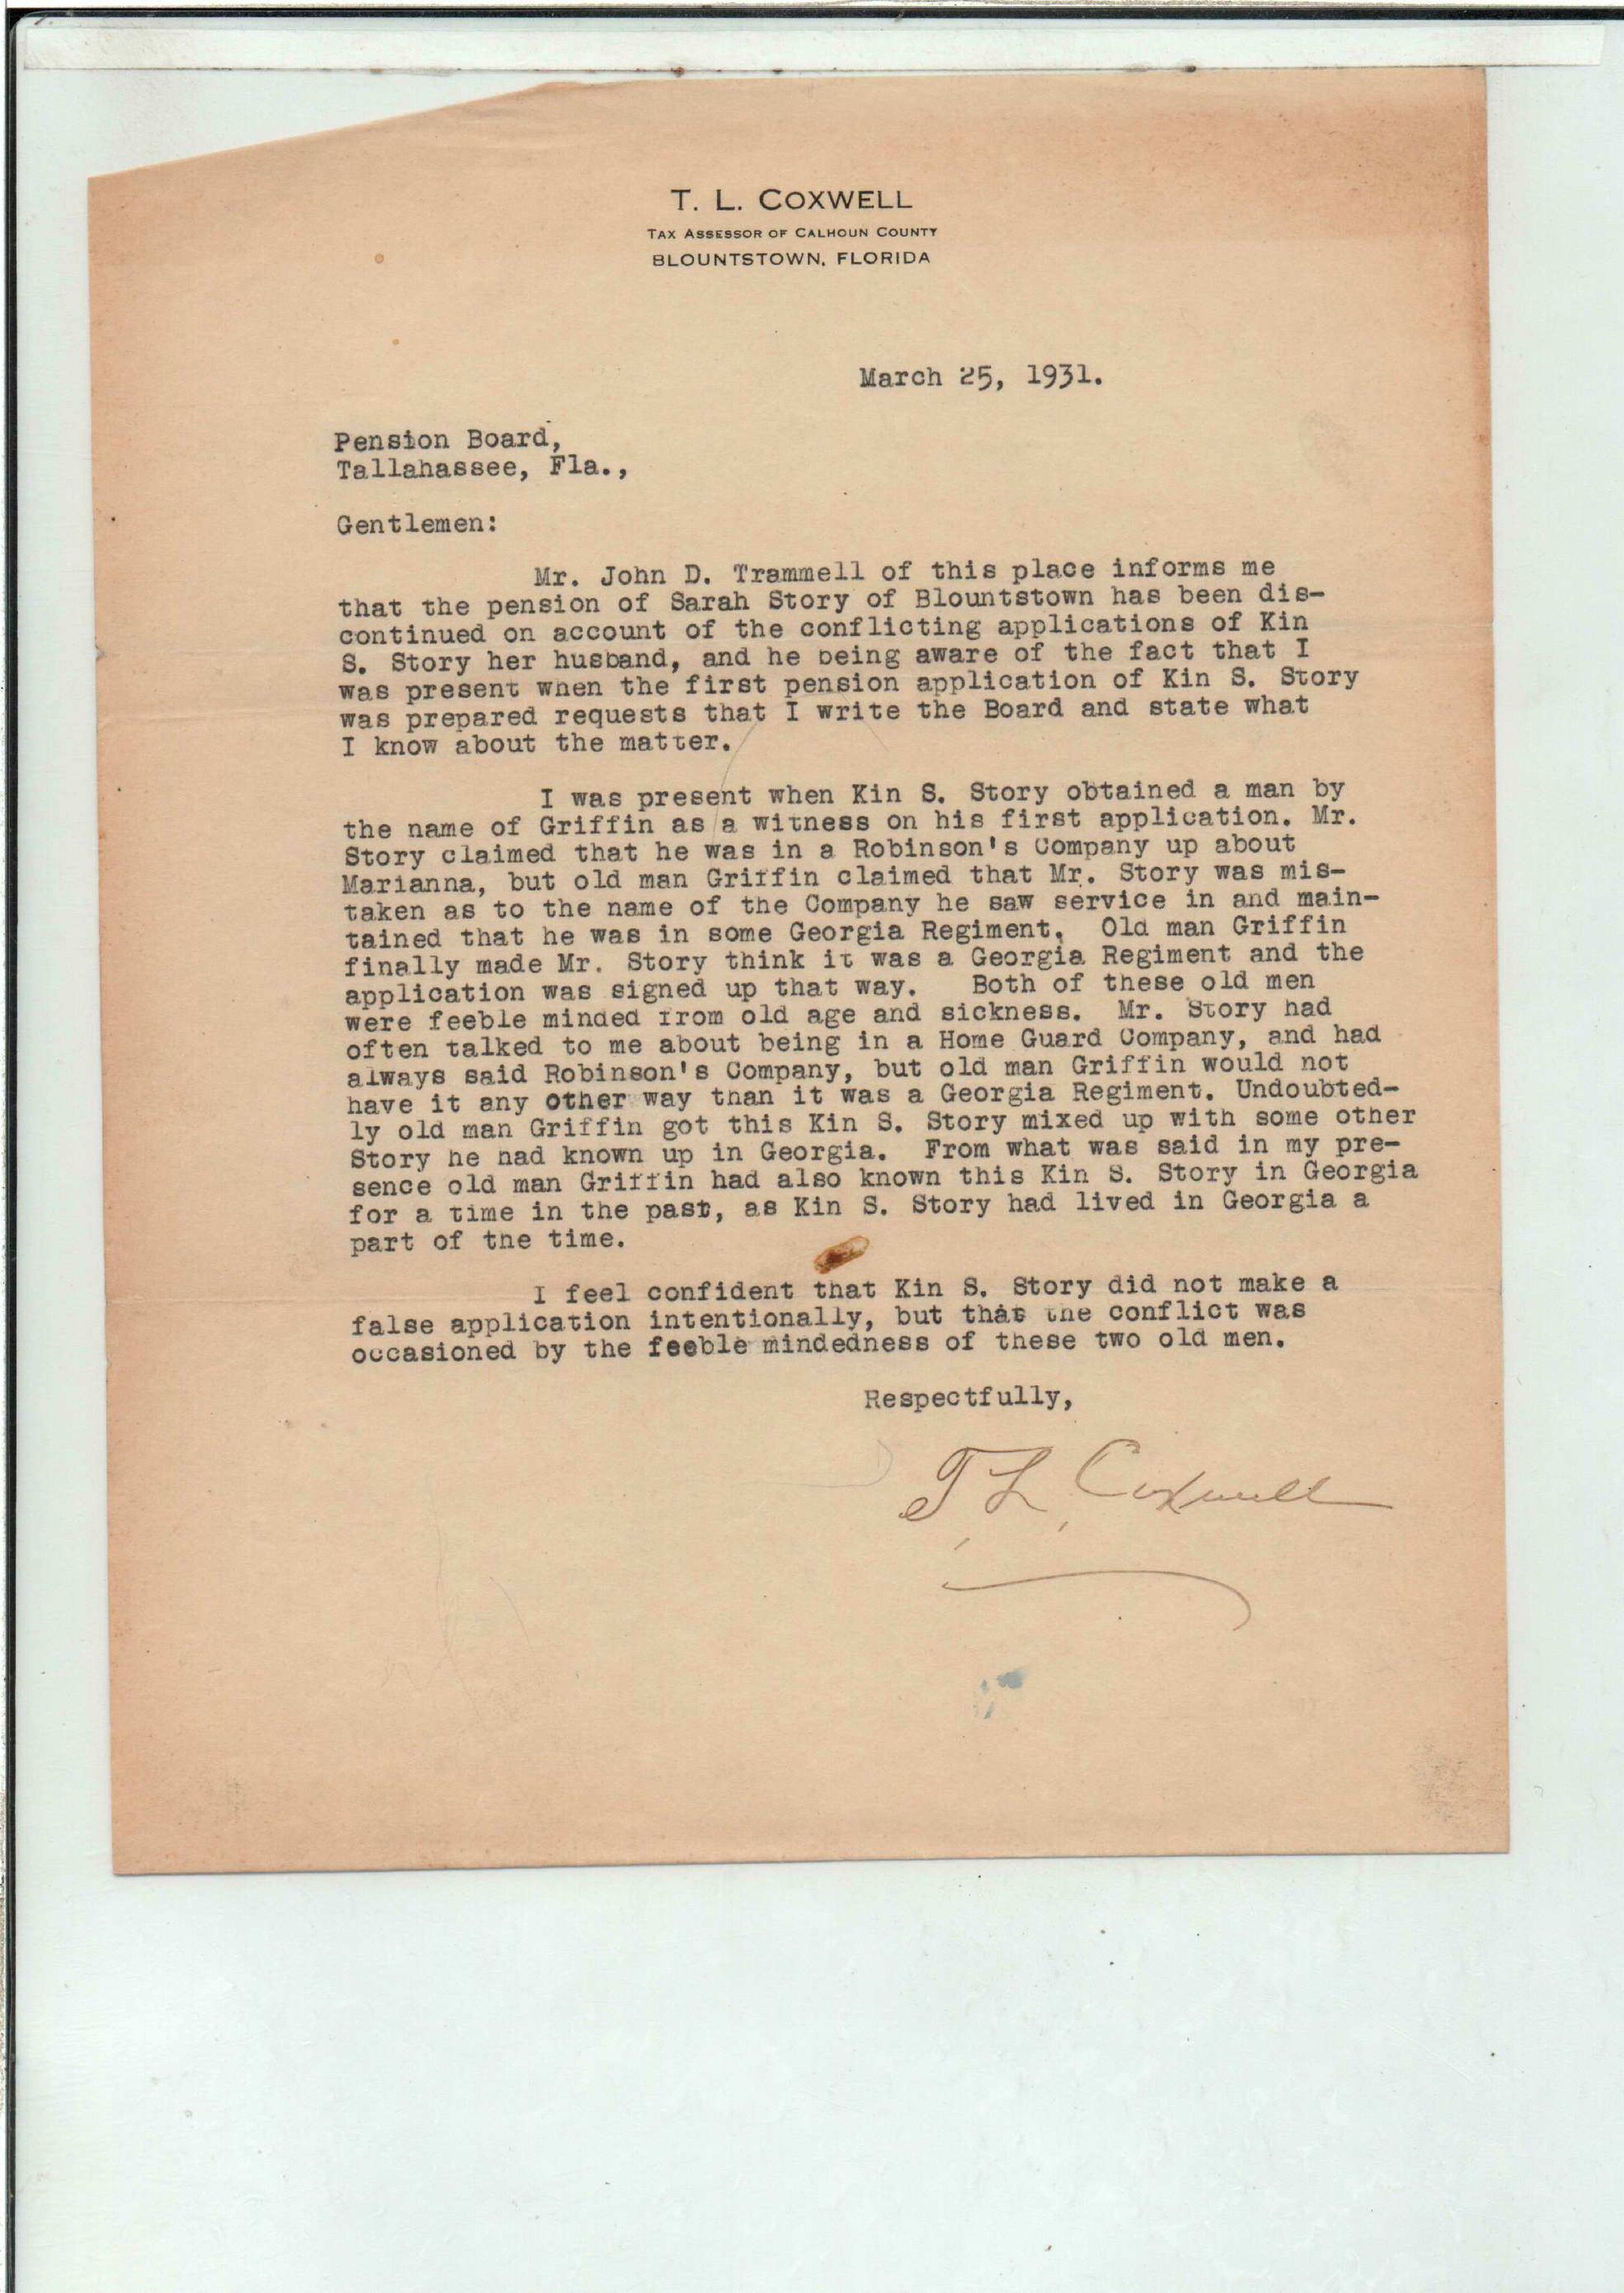 T. L. COXWELL
TAX ASSESSOR OF CALHOUN COUNTY
BLOUNTSTOWN, FLORIDA
March 25, 1931.
Pension Board,
Tallahassee, Fla.,
Gentlemen:
Mr. John D. Trammell of this place informs me
that the pension of Sarah Story of Blountstown has been dis-
continued on account of the conflicting applications of Kin
S. Story her husband, and he being aware of the fact that I
was present when the first pension application of Kin S. Story
was prepared requests that I write the Board and state what
I know about the matter.
I was present when Kin S. Story obtained a man by
the name of Griffin as a witness on his first application. Mr.
Story claimed that he was in a Robinson's Company up about
Marianna, but old man Griffin claimed that Mr. Story was mis-
taken as to the name of the Company he saw service in and main-
tained that he was in some Georgia Regiment. Old man Griffin
finally made Mr. Story think it was a Georgia Regiment and the
application was signed up that way. Both of these old men
were feeble minded from old age and sickness. Mr. Story had
often talked to me about being in a Home Guard Company, and had
always said Robinson's Company, but old man Griffin would not
have it any other way than it was a Georgia Regiment. Undoubted-
ly old man Griffin got this Kin S. Story mixed up with some other
Story he had known up in Georgia. From what was said in my pre-
sence old man Griffin had also known this Kin S. Story in Georgia
for a time in the past, as Kin S. Story had lived in Georgia a
part of the time.
I feel confident that Kin S. Story did not make a
false application intentionally, but that the conflict was
occasioned by the feeble mindedness of these two old men.
Respectfully,
T. L. Coxwell